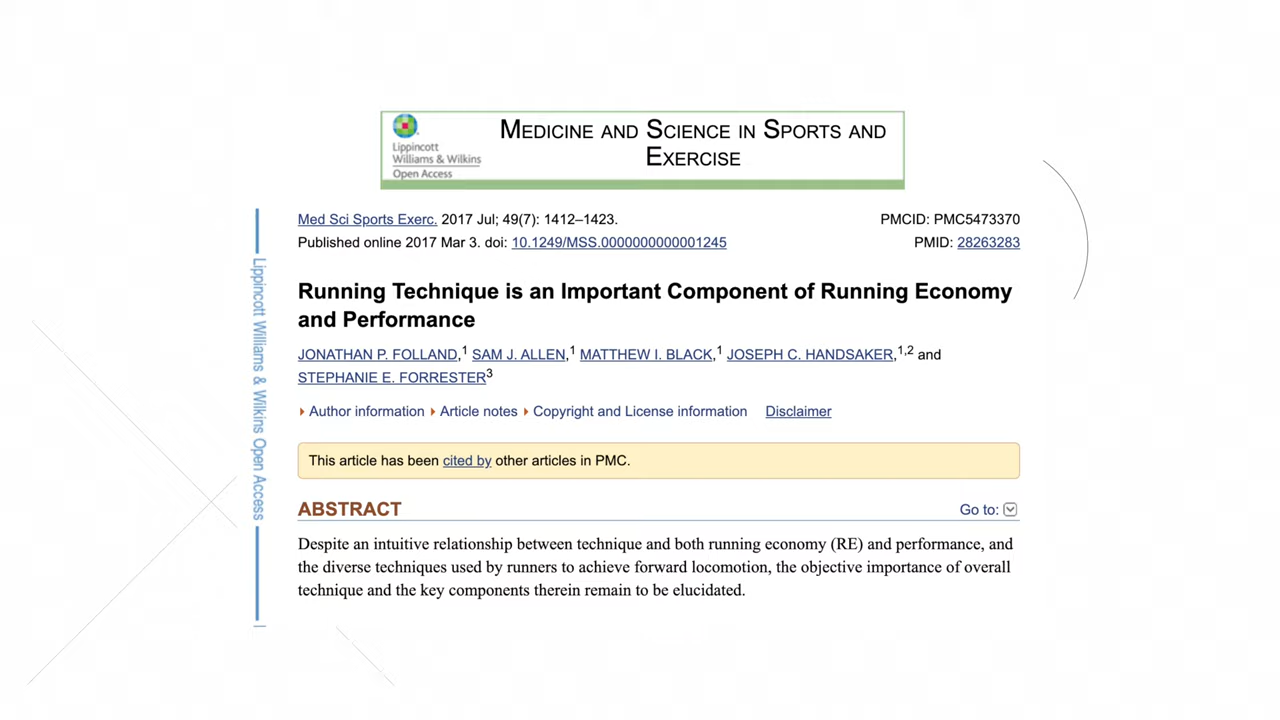 Lippincott
Williams & Wilkins
Open Access
MEDICINE AND SCIENCE IN SPORTS AND
EXERCISE
Med Sci Sports Exerc. 2017 Jul; 49(7): 1412–1423.
PMCID: PMC5473370
Published online 2017 Mar 3. doi: 10.1249/MSS.0000000000001245
PMID: 28263283
Lippincott Williams & Wilkins Open Access
Running Technique is an Important Component of Running Economy
and Performance
JONATHAN P. FOLLAND,1 SAM J. ALLEN,1 MATTHEW I. BLACK,1 JOSEPH C. HANDSAKER,1,2 and
STEPHANIE E. FORRESTER3
Author information Article notes Copyright and License information Disclaimer
This article has been cited by other articles in PMC.
ABSTRACT
Go to:
Despite an intuitive relationship between technique and both running economy (RE) and performance, and
the diverse techniques used by runners to achieve forward locomotion, the objective importance of overall
technique and the key components therein remain to be elucidated.